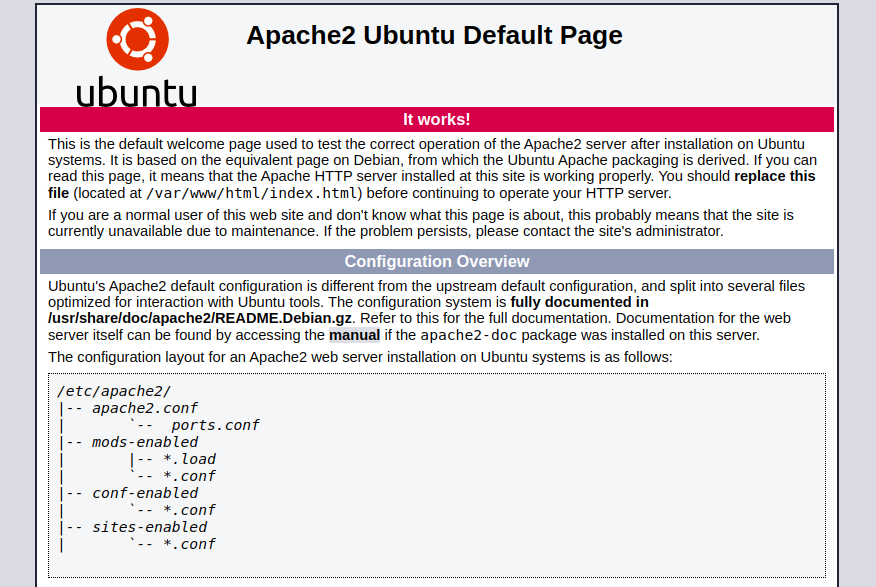 ubuntu
Apache2 Ubuntu Default Page
It works!
This is the default welcome page used to test the correct operation of the Apache2 server after installation on Ubuntu
systems. It is based on the equivalent page on Debian, from which the Ubuntu Apache packaging is derived. If you can
read this page, it means that the Apache HTTP server installed at this site is working properly. You should replace this
file (located at /var/www/html/index.html) before continuing to operate your HTTP server.
If you are a normal user of this web site and don't know what this page is about, this probably means that the site is
currently unavailable due to maintenance. If the problem persists, please contact the site's administrator.
Configuration Overview
Ubuntu's Apache2 default configuration is different from the upstream default configuration, and split into several files
optimized for interaction with Ubuntu tools. The configuration system is fully documented in
/usr/share/doc/apache2/README.Debian.gz. Refer to this for the full documentation. Documentation for the web
server itself can be found by accessing the manual if the apache2-doc package was installed on this server.
The configuration layout for an Apache2 web server installation on Ubuntu systems is as follows:
/etc/apache2/
|-- apache2.conf
|       `--  ports.conf
|-- mods-enabled
|       |-- *.load
|       `-- *.conf
|-- conf-enabled
|       `-- *.conf
|-- sites-enabled
|       `-- *.conf